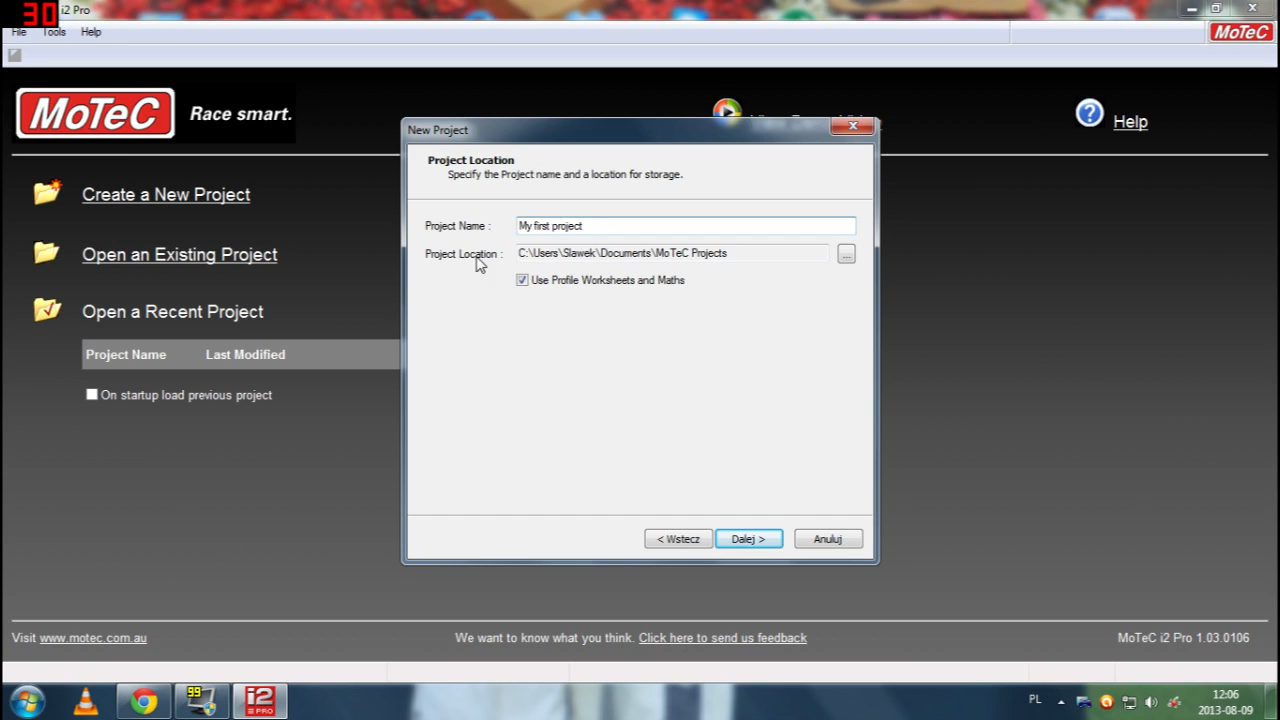 30
i2 Pro
File Tools Help
MoTeC
MoTeC Race smart.
Help
Create a New Project
Open an Existing Project
Open a Recent Project
Project Name Last Modified
On startup load previous project
New Project
Project Location
Specify the Project name and a location for storage.
Project Name : My first project
Project Location : C:\Users\Slawek\Documents\MoTeC Projects ...
Use Profile Worksheets and Maths
< Wstecz Dalej > Anuluj
Visit www.motec.com.au We want to know what you think. Click here to send us feedback MoTeC i2 Pro 1.03.0106
99
i2 PRO
PL
12:06
2013-08-09